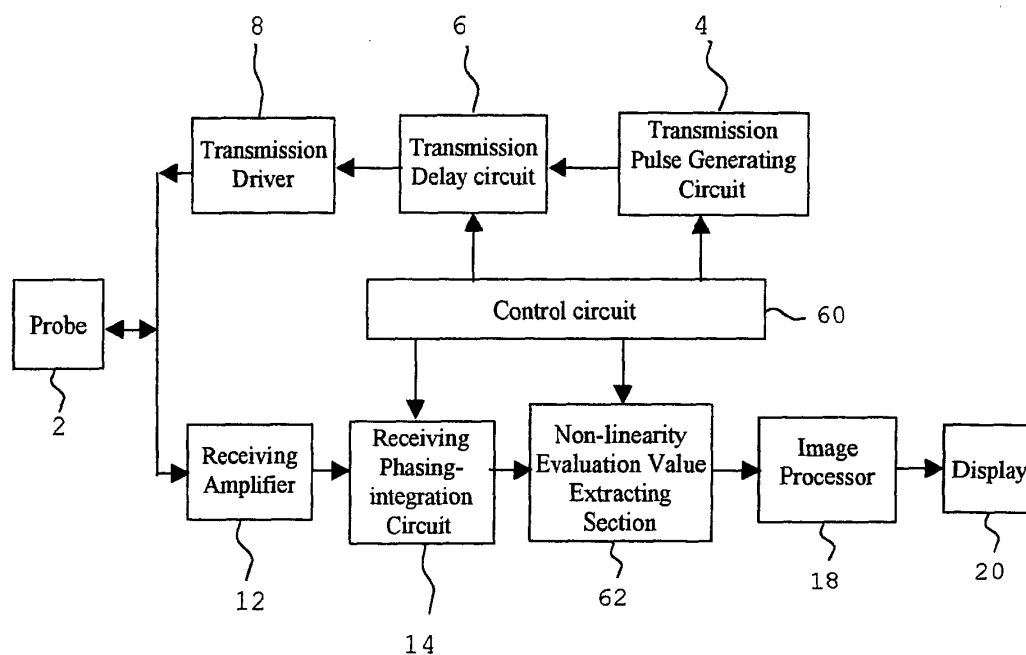 8
6
4
Transmission
Driver
Transmission
Delay circuit
Transmission
Pulse Generating
Circuit
Probe
2
Control circuit
60
Receiving
Amplifier
12
Receiving
Phasing-
integration
Circuit
14
Non-linearity
Evaluation Value
Extracting
Section
62
Image
Processor
18
Display
20